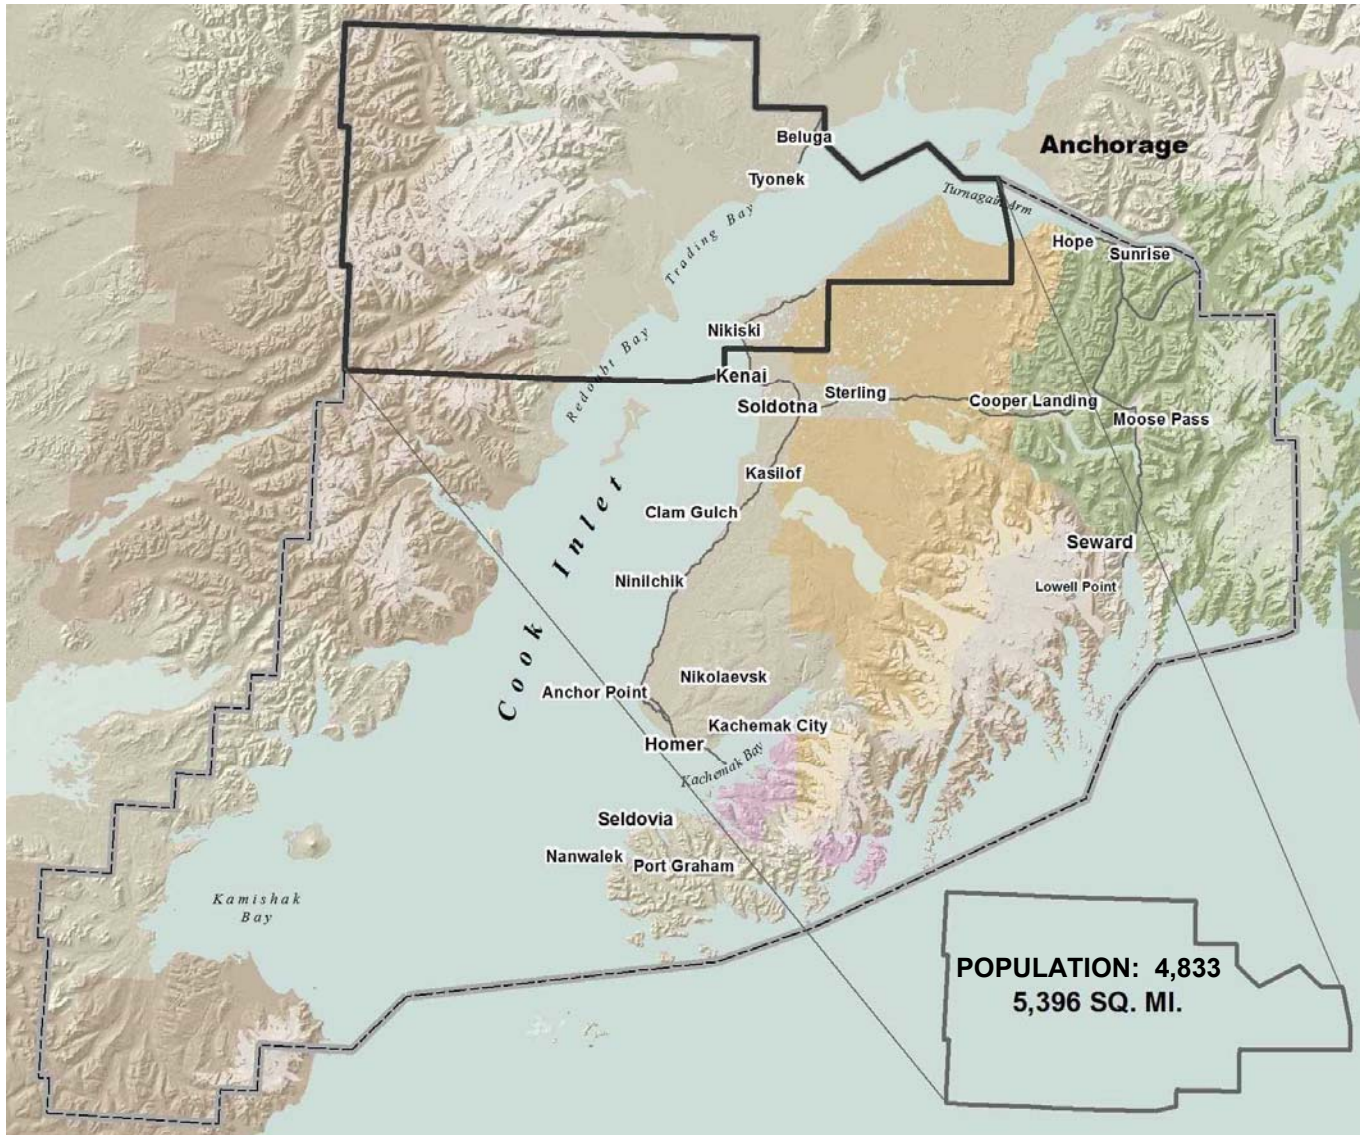 Beluga
Anchorage
Tyonek
Turnagain Arm
Trading Bay
Hope
Sunrise
Nikiski
Redoubt Bay
Kenai
Sterling
Soldotna
Cooper Landing
Moose Pass
Kasilof
Clam Gulch
Cook Inlet
Seward
Ninilchik
Lowell Point
Nikolaevsk
Anchor Point
Kachemak City
Homer
Kachemak Bay
Seldovia
Nanwalek
Port Graham
Kamishak
Bay
POPULATION: 4,833
5,396 SQ. MI.